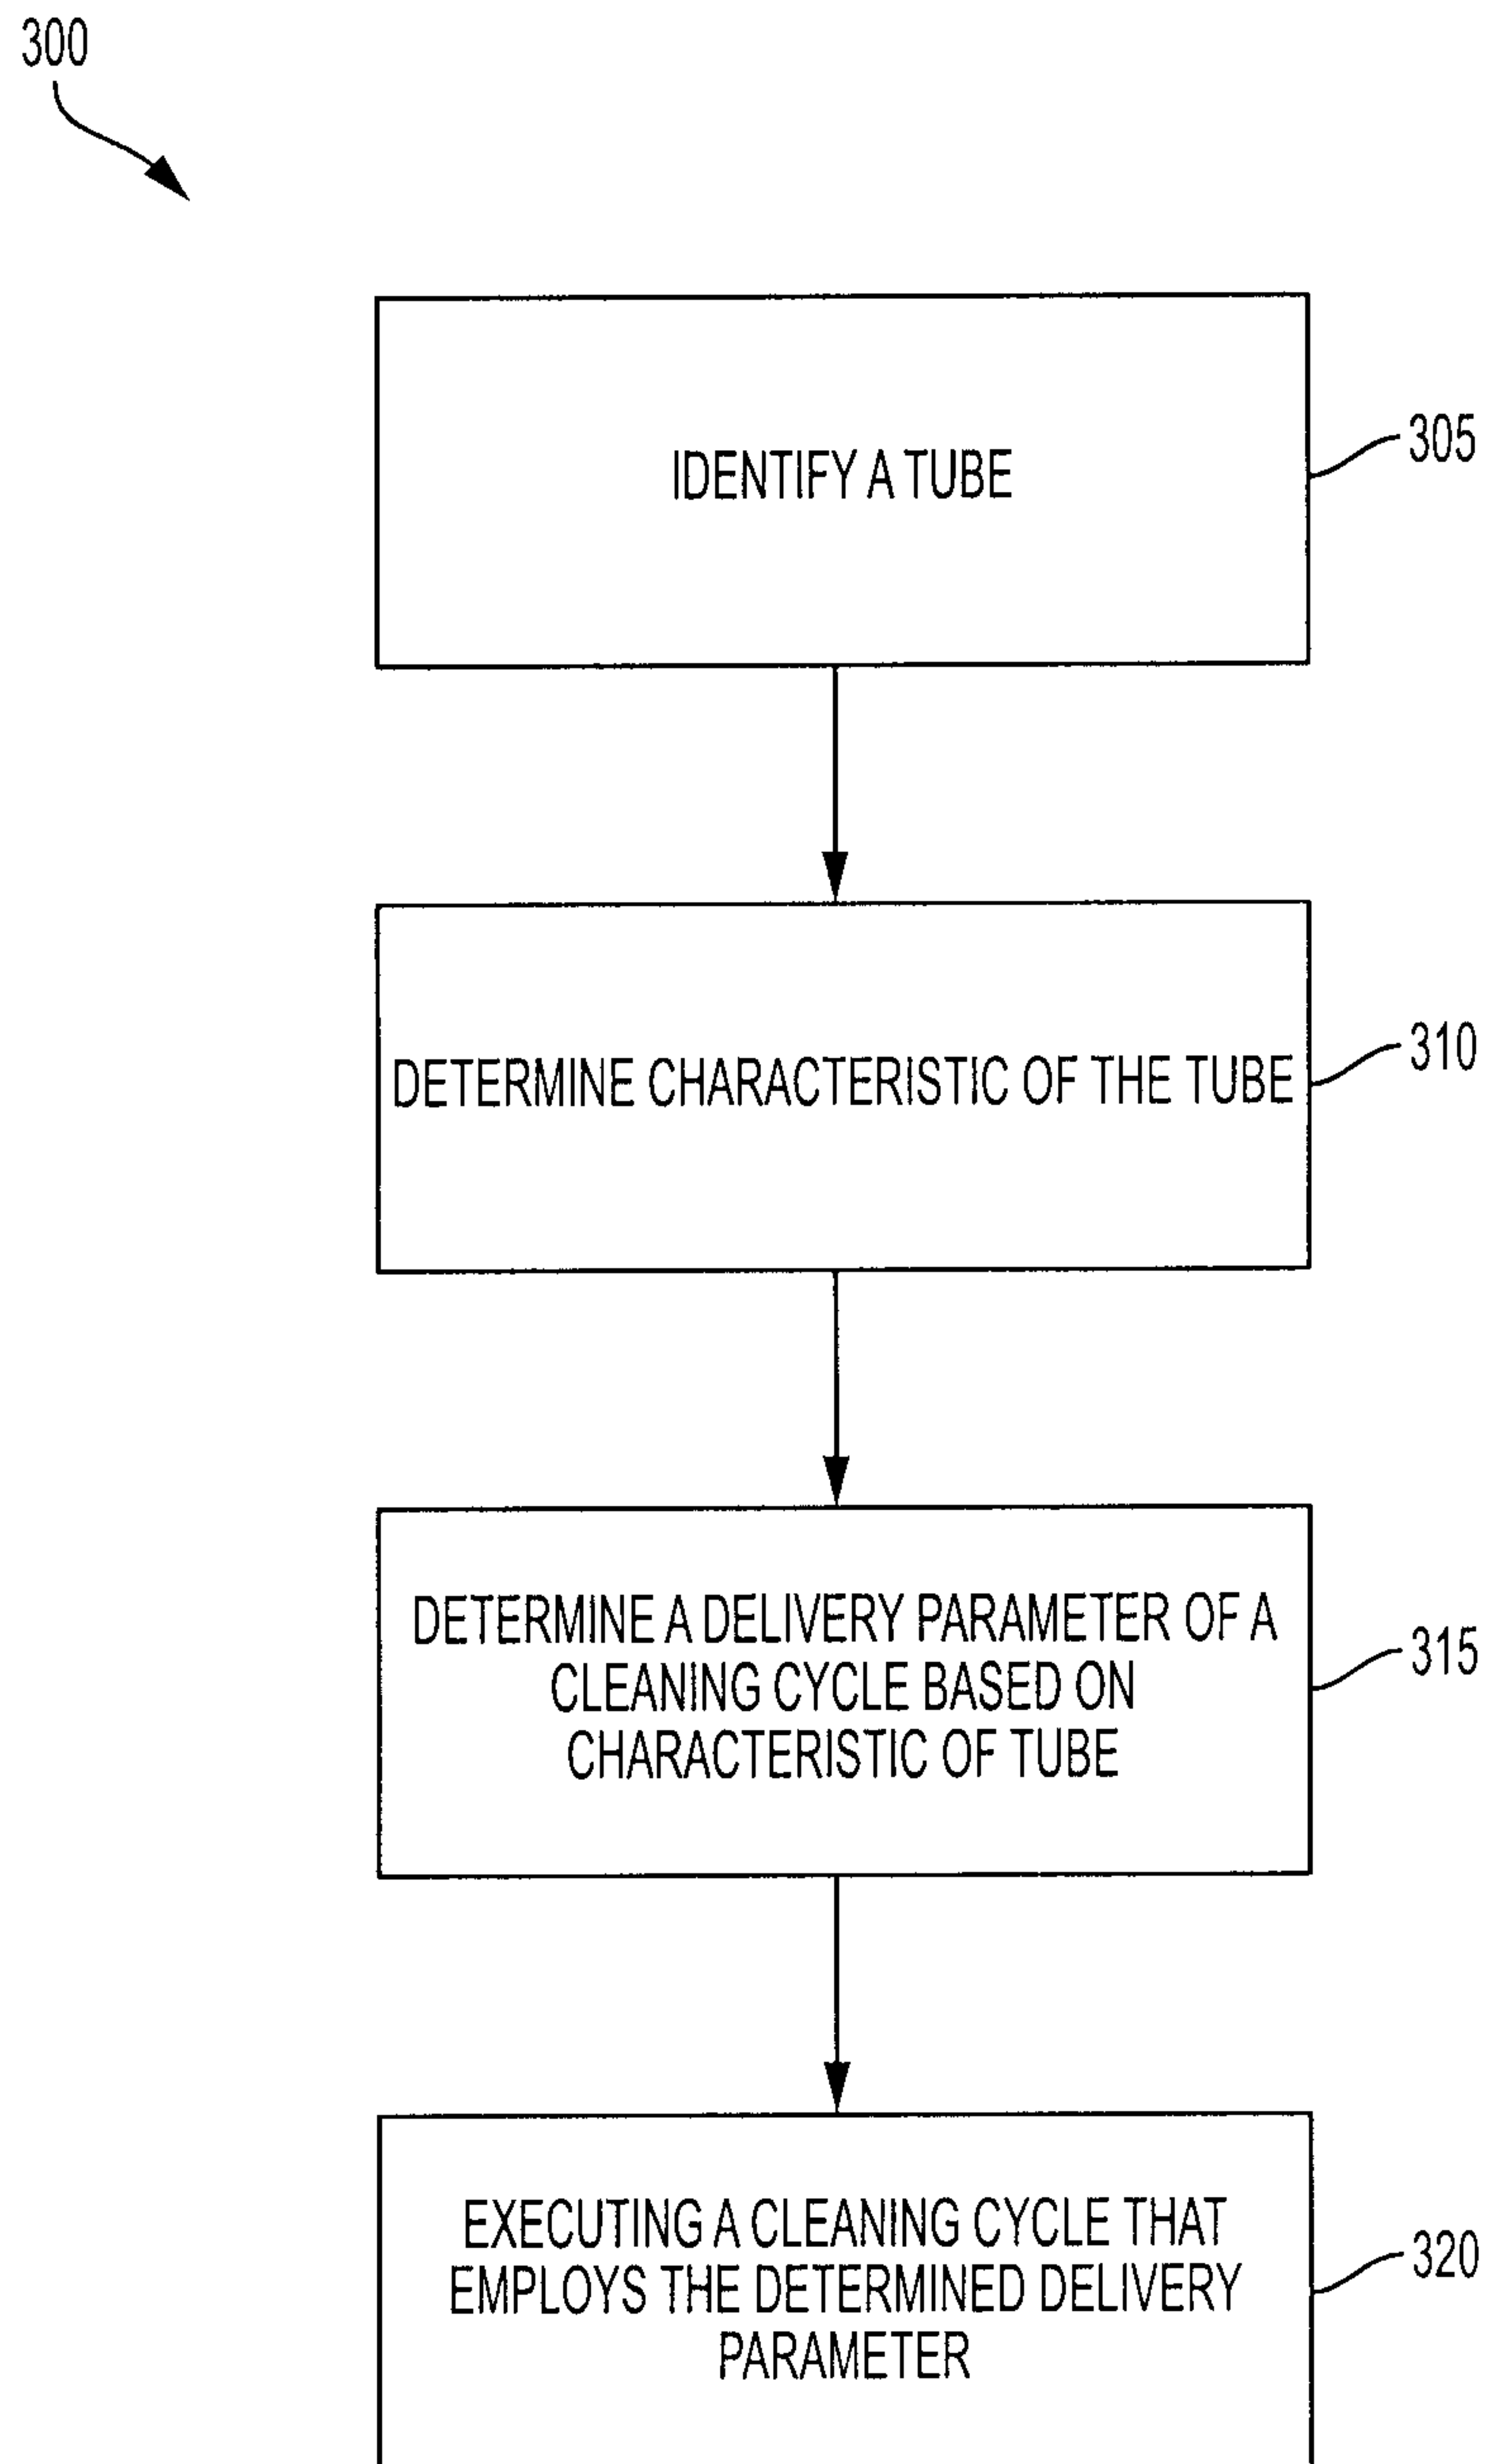 300
IDENTIFY A TUBE
305
DETERMINE CHARACTERISTIC OF THE TUBE
310
DETERMINE A DELIVERY PARAMETER OF A
CLEANING CYCLE BASED ON
CHARACTERISTIC OF TUBE
315
EXECUTING A CLEANING CYCLE THAT
EMPLOYS THE DETERMINED DELIVERY
PARAMETER
320